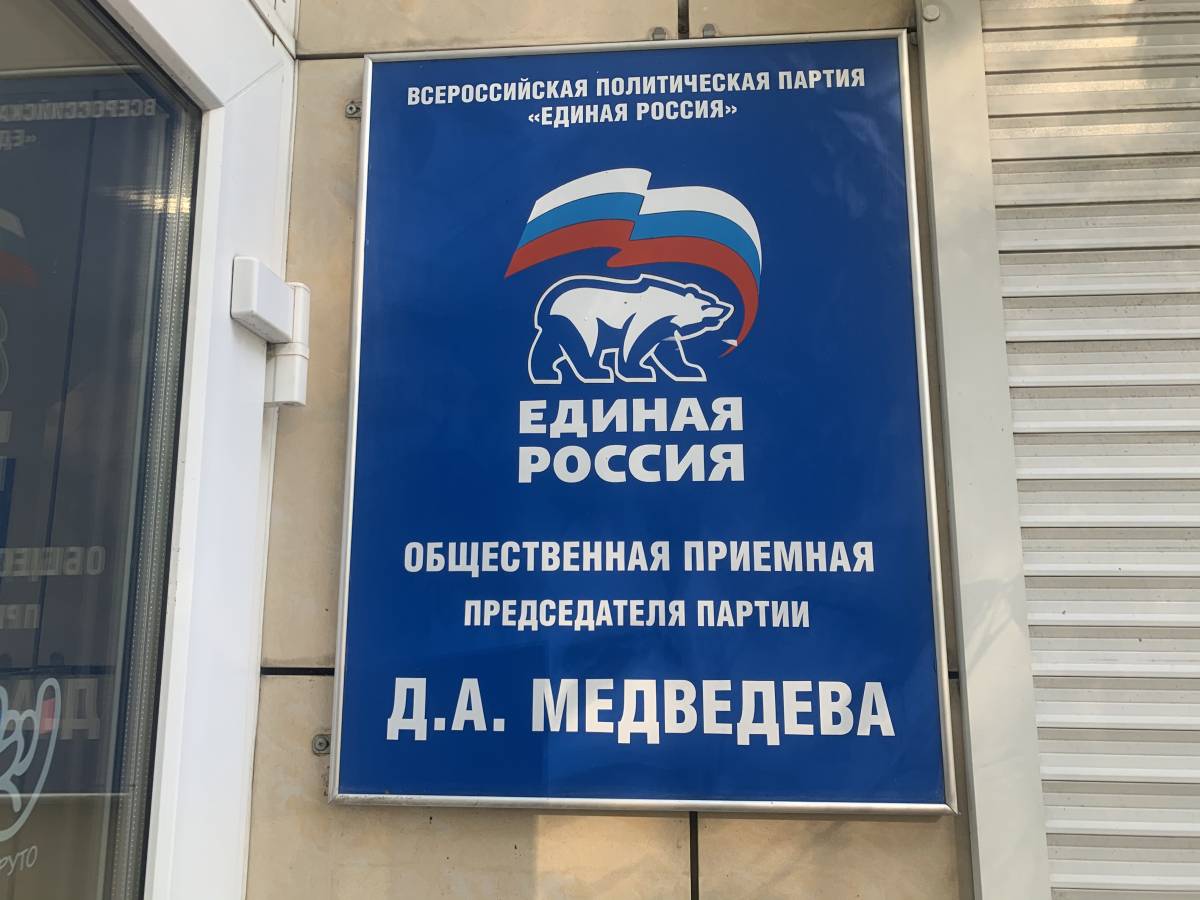 ВСЕРОССИЙСКАЯ ПОЛИТИЧЕСКАЯ ПАРТИЯ
«ЕДИНАЯ РОССИЯ»
ЕДИНАЯ
РОССИЯ
ОБЩЕСТВЕННАЯ ПРИЕМНАЯ
ПРЕДСЕДАТЕЛЯ ПАРТИИ
Д.А. МЕДВЕДЕВА